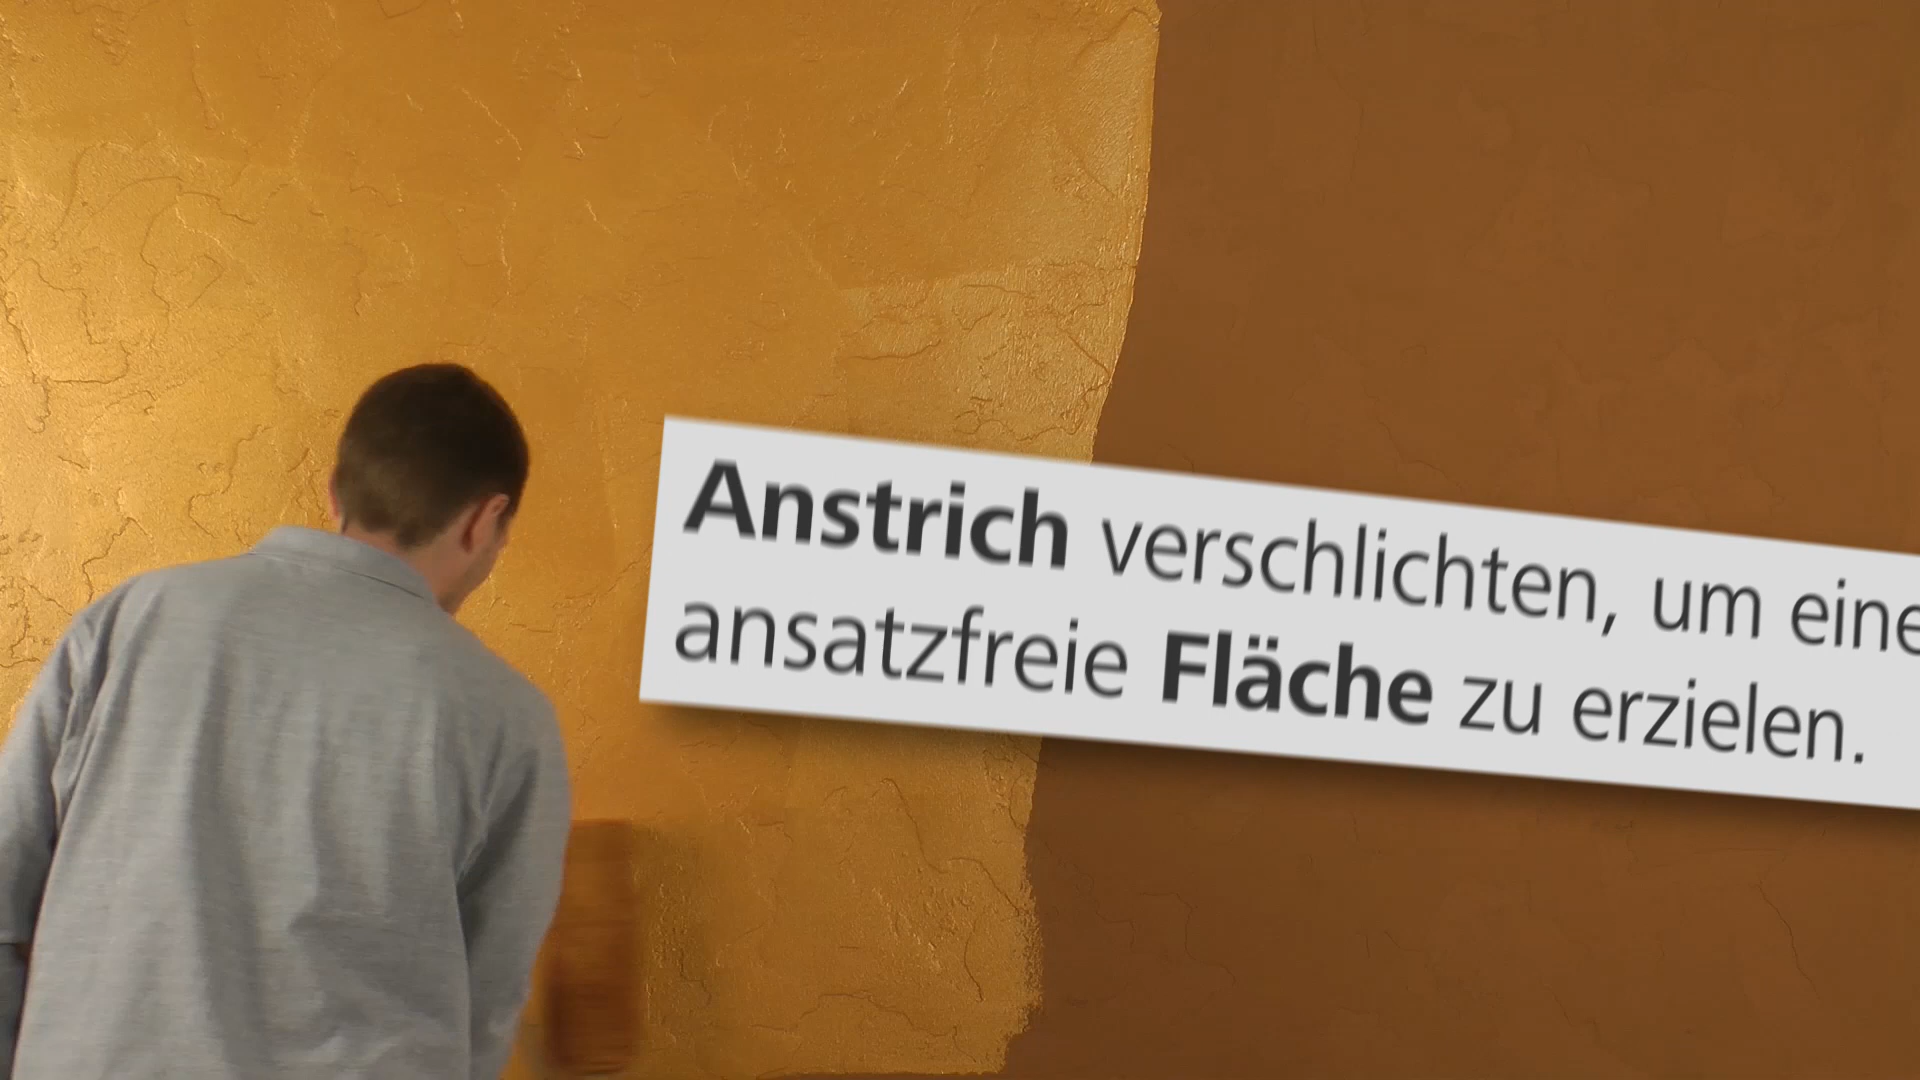 Anstrich verschlichten, um eine
ansatzfreie Fläche zu erzielen.